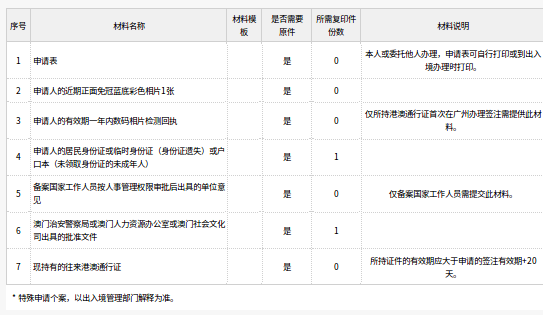 序号 材料名称 材料模板 是否需要原件 所需复印件份数 材料说明
1 申请表 是 0 本人或委托他人办理，申请表可自行打印或到出入
境办理时打印。
2 申请人的近期正面免冠蓝底彩色相片1张 是 0
3 申请人的有效期一年内数码相片检测回执 是 0 仅所持港澳通行证首次在广州办理签注需提供此材
料。
4 申请人的居民身份证或临时身份证（身份证遗失）或户
口本（未领取身份证的未成年人） 是 1
5 备案国家工作人员按人事管理权限审批后出具的单位意
见 是 0 仅备案国家工作人员需提交此材料。
6 澳门治安警察局或澳门人力资源办公室或澳门社会文化
司出具的批准文件 是 1
7 现持有的往来港澳通行证 是 0 所持证件的有效期应大于申请的签注有效期+20
天。
* 特殊申请个案，以出入境管理部门解释为准。